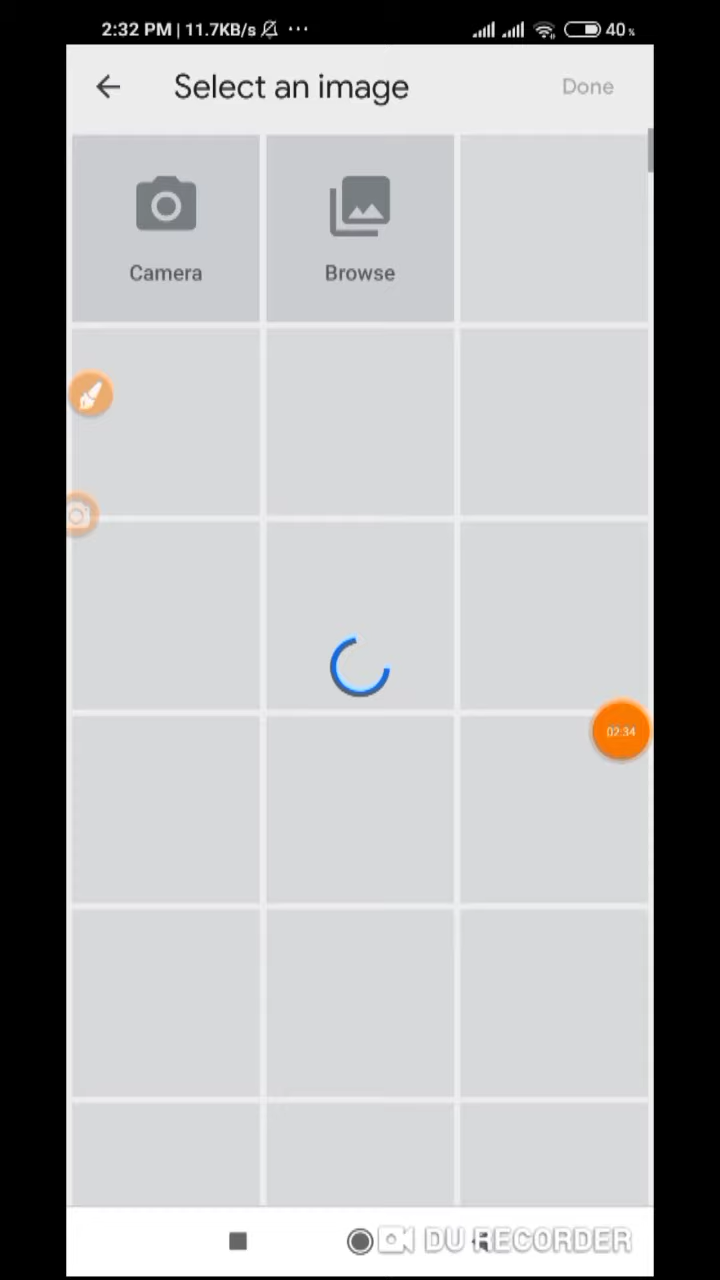 2:32 PM | 11.7KB/s ... 40%
Select an image
Done
Camera
Browse
02:34
DU RECORDER